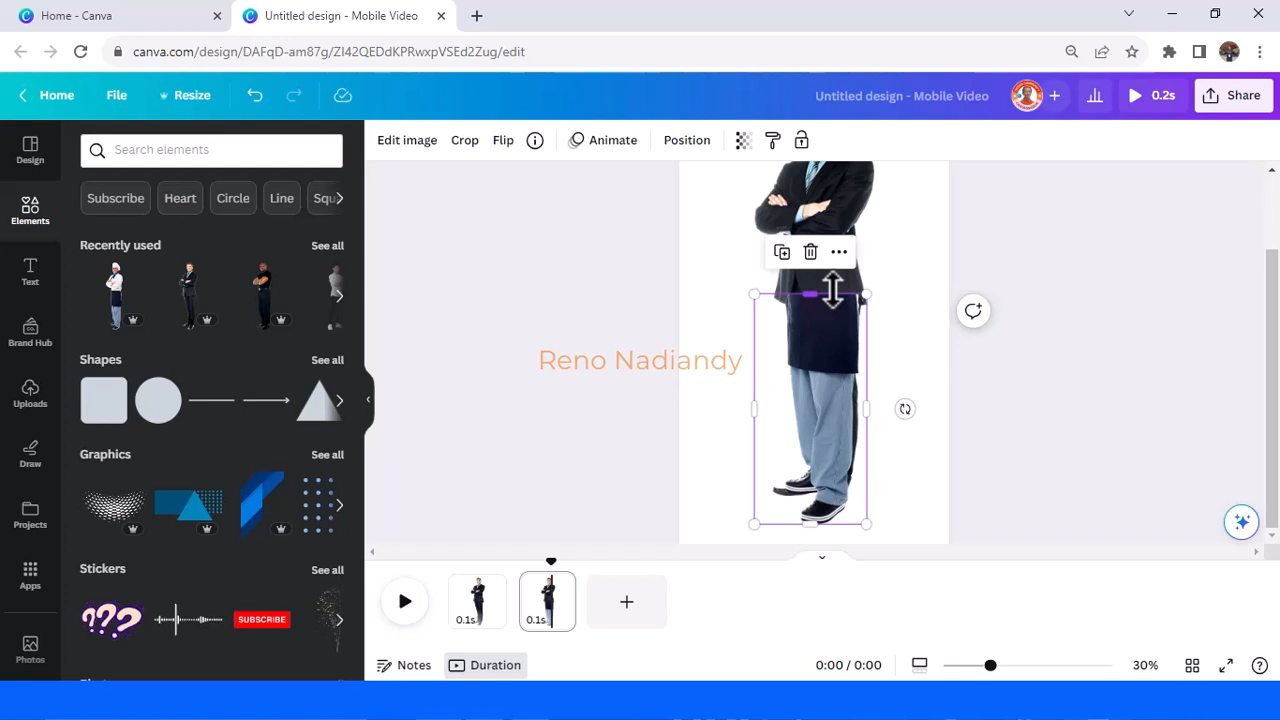 Home - Canva
Untitled design - Mobile Video
canva.com/design/DAFqD-am87g/ZI42QEDdKPRwxpVSEd2Zug/edit
Home
File
Resize
Untitled design - Mobile Video
0.2s
Share
Design
Search elements
Edit image
Crop
Flip
Animate
Position
Elements
Subscribe
Heart
Circle
Line
Squ
Recently used
See all
Text
Shapes
See all
Brand Hub
Reno Nadiandy
Uploads
Graphics
See all
Draw
Projects
Stickers
See all
Apps
???
SUBSCRIBE
0.1s
0.1s
Photos
Notes
Duration
0:00 / 0:00
30%